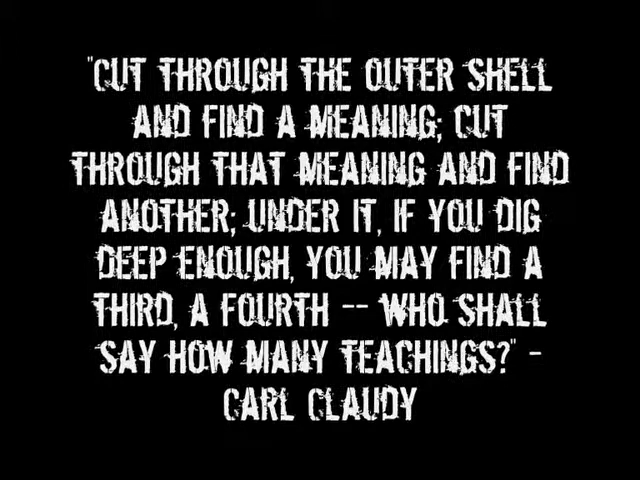 "CUT THROUGH THE OUTER SHELL
AND FIND A MEANING; CUT
THROUGH THAT MEANING AND FIND
ANOTHER; UNDER IT, IF YOU DIG
DEEP ENOUGH, YOU MAY FIND A
THIRD, A FOURTH -- WHO SHALL
SAY HOW MANY TEACHINGS?" -
CARL CLAUDY